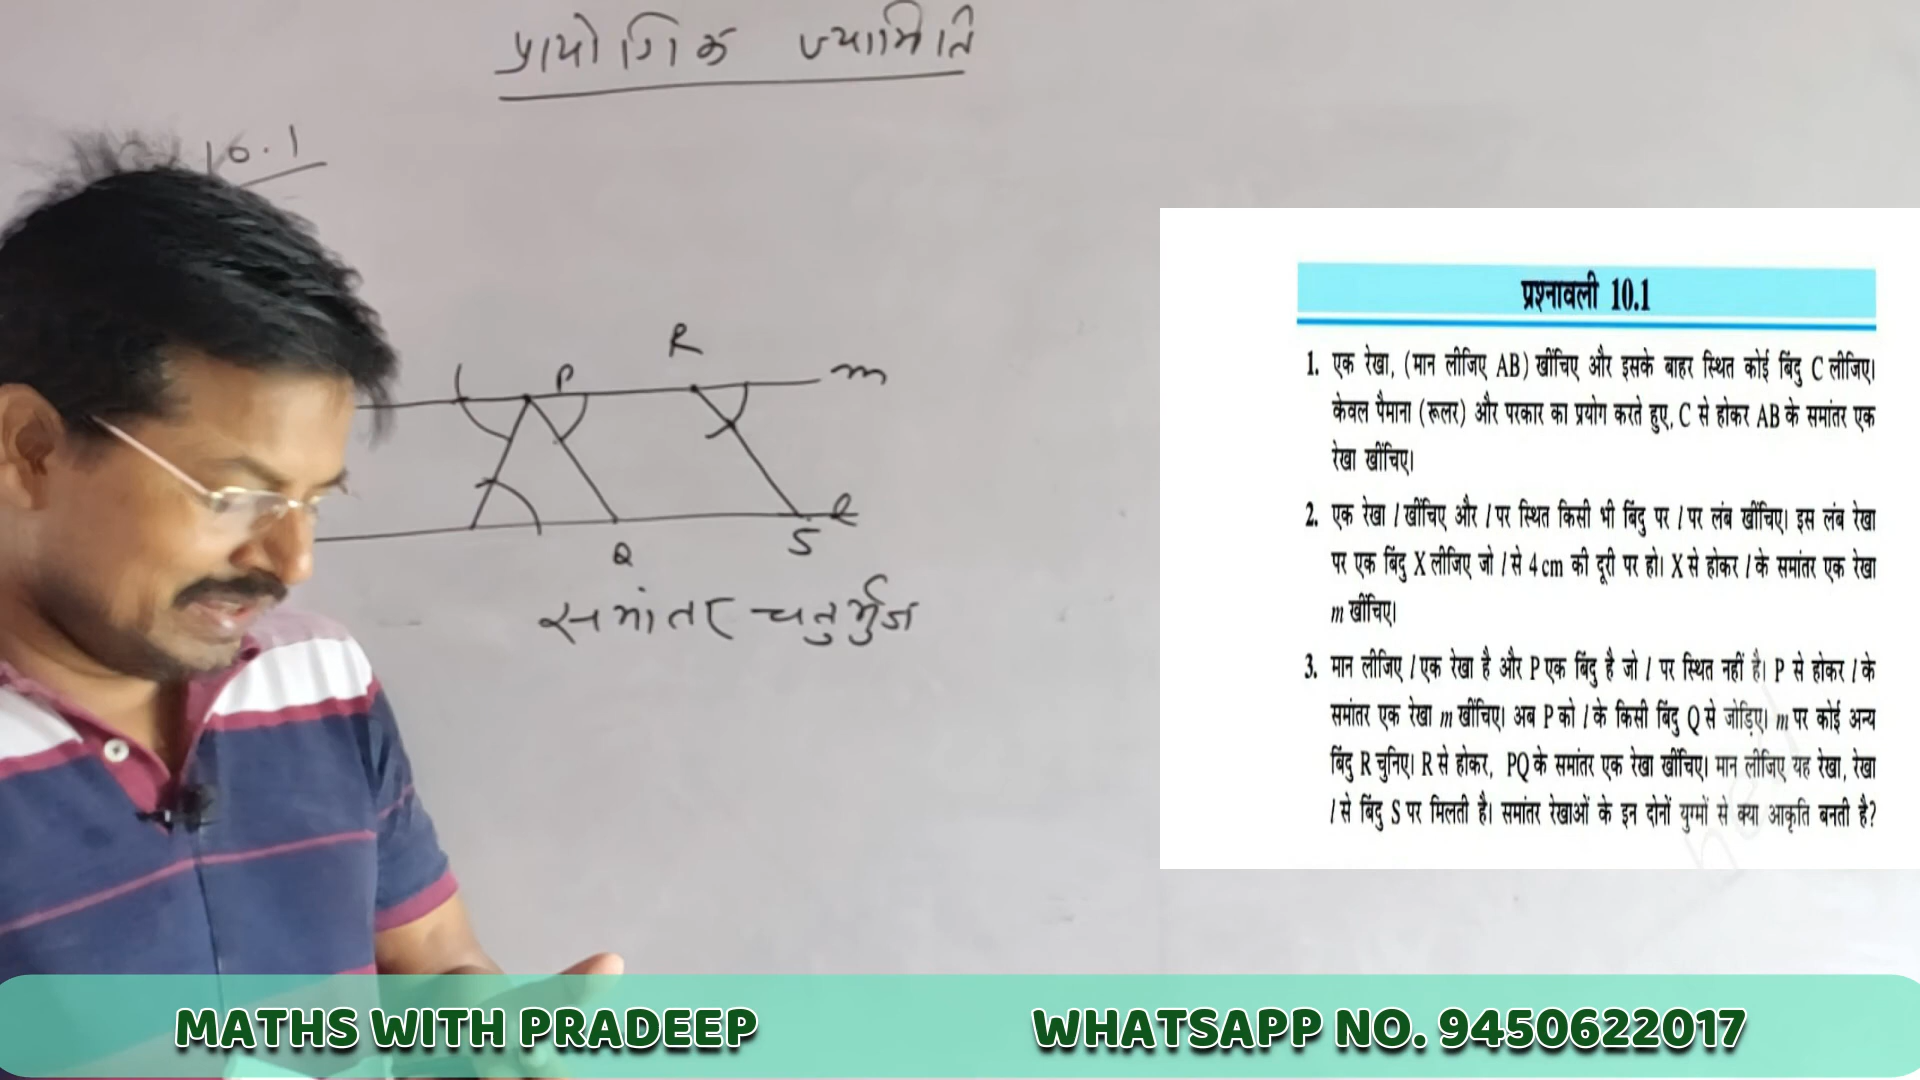 प्रायोगिक ज्यामिति
10.1
P
R
m
l
Q
S
समांतर चतुर्भुज
प्रश्नावली 10.1
1. एक रेखा, (मान लीजिए AB) खींचिए और इसके बाहर स्थित कोई बिंदु C लीजिए।
केवल पैमाना (रूलर) और परकार का प्रयोग करते हुए, C से होकर AB के समांतर एक
रेखा खींचिए।
2. एक रेखा l खींचिए और l पर स्थित किसी भी बिंदु पर l पर लंब खींचिए। इस लंब रेखा
पर एक बिंदु X लीजिए जो l से 4 cm की दूरी पर हो। X से होकर l के समांतर एक रेखा
m खींचिए।
3. मान लीजिए l एक रेखा है और P एक बिंदु है जो l पर स्थित नहीं है। P से होकर l के
समांतर एक रेखा m खींचिए। अब P को l के किसी बिंदु Q से जोड़िए। m पर कोई अन्य
बिंदु R चुनिए। R से होकर, PQ के समांतर एक रेखा खींचिए। मान लीजिए यह रेखा, रेखा
l से बिंदु S पर मिलती है। समांतर रेखाओं के इन दोनों युग्मों से क्या आकृति बनती है?
MATHS WITH PRADEEP
WHATSAPP NO. 9450622017